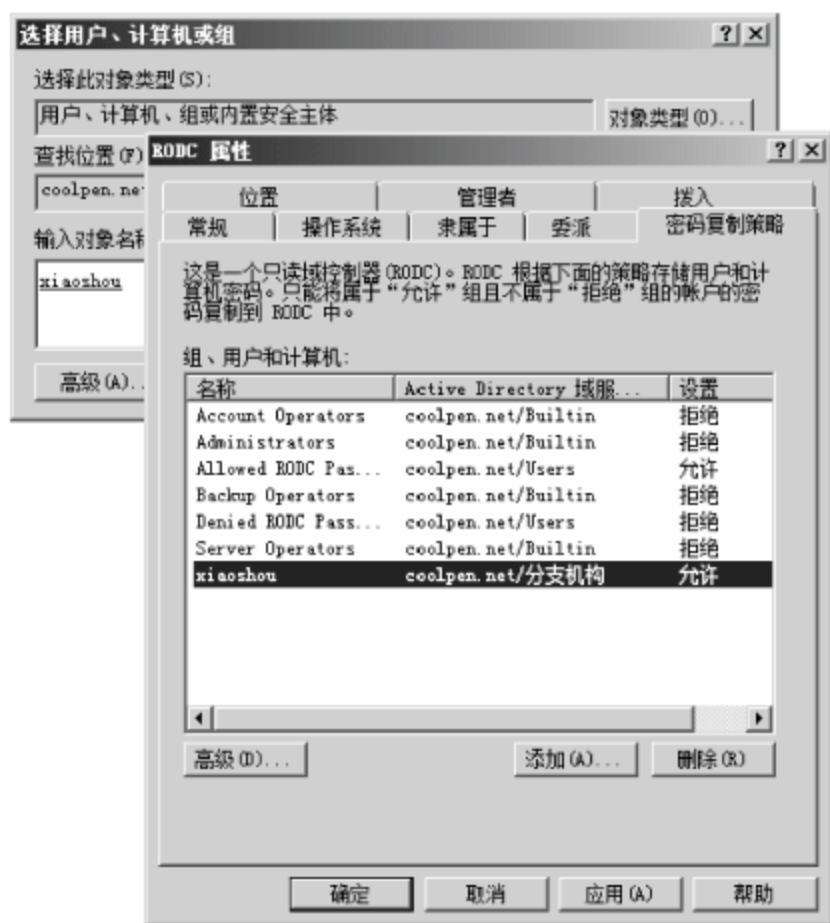 选择用户、计算机或组
选择此对象类型(S):
用户、计算机、组或内置安全主体
对象类型(O)...
查找位置(F)
coolpen.ne
输入对象名称
xiaoshou
高级(A)..
RODC 属性
位置 管理者 拨入
常规 操作系统 隶属于 委派 密码复制策略
这是一个只读域控制器(RODC)。RODC 根据下面的策略存储用户和计
算机密码。只能将属于“允许”组且不属于“拒绝”组的帐户的密
码复制到 RODC 中。
组、用户和计算机:
名称 Active Directory 域服... 设置
Account Operators coolpen.net/Builtin 拒绝
Administrators coolpen.net/Builtin 拒绝
Allowed RODC Pas... coolpen.net/Users 允许
Backup Operators coolpen.net/Builtin 拒绝
Denied RODC Pass... coolpen.net/Users 拒绝
Server Operators coolpen.net/Builtin 拒绝
xiaoshou coolpen.net/分支机构 允许
高级(D)... 添加(A)... 删除(R)
确定 取消 应用(A) 帮助